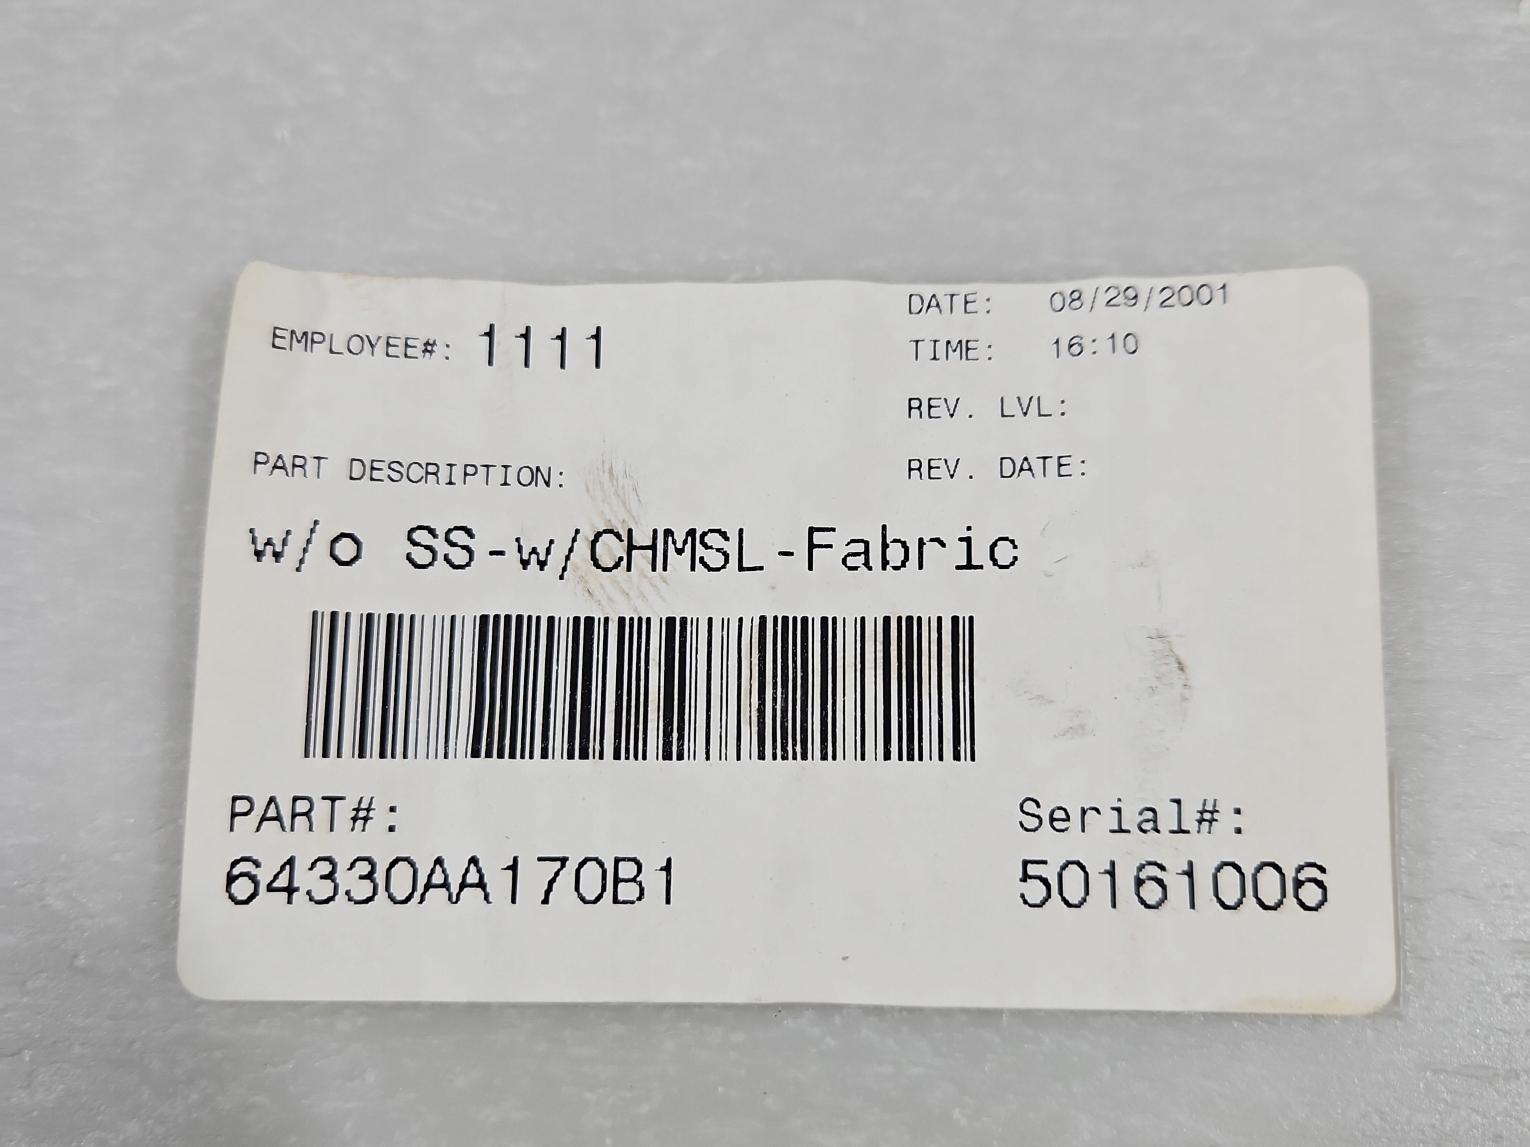 EMPLOYEE#: 1111
DATE: 08/29/2001
TIME: 16:10
REV. LVL:
REV. DATE:
PART DESCRIPTION:
w/o SS-w/CHMSL-Fabric
PART#:
64330AA170B1
Serial#:
50161006